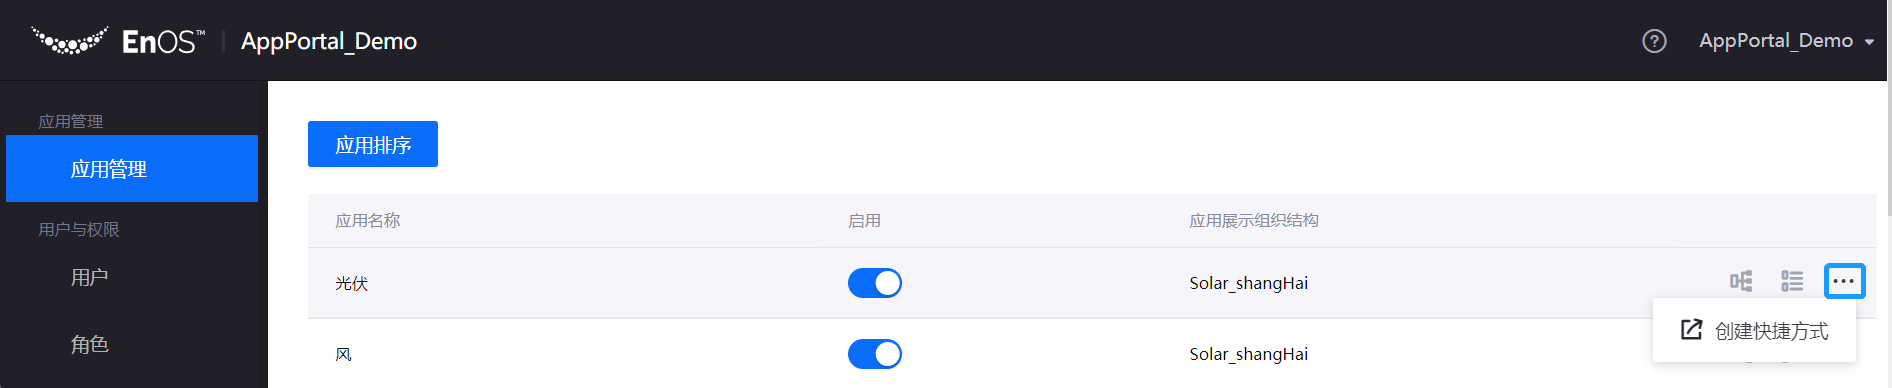 EnOS™ AppPortal_Demo AppPortal_Demo
应用管理
应用管理
用户与权限
用户
角色
应用排序
应用名称 启用 应用展示组织结构
光伏 Solar_shangHai
创建快捷方式
风 Solar_shangHai